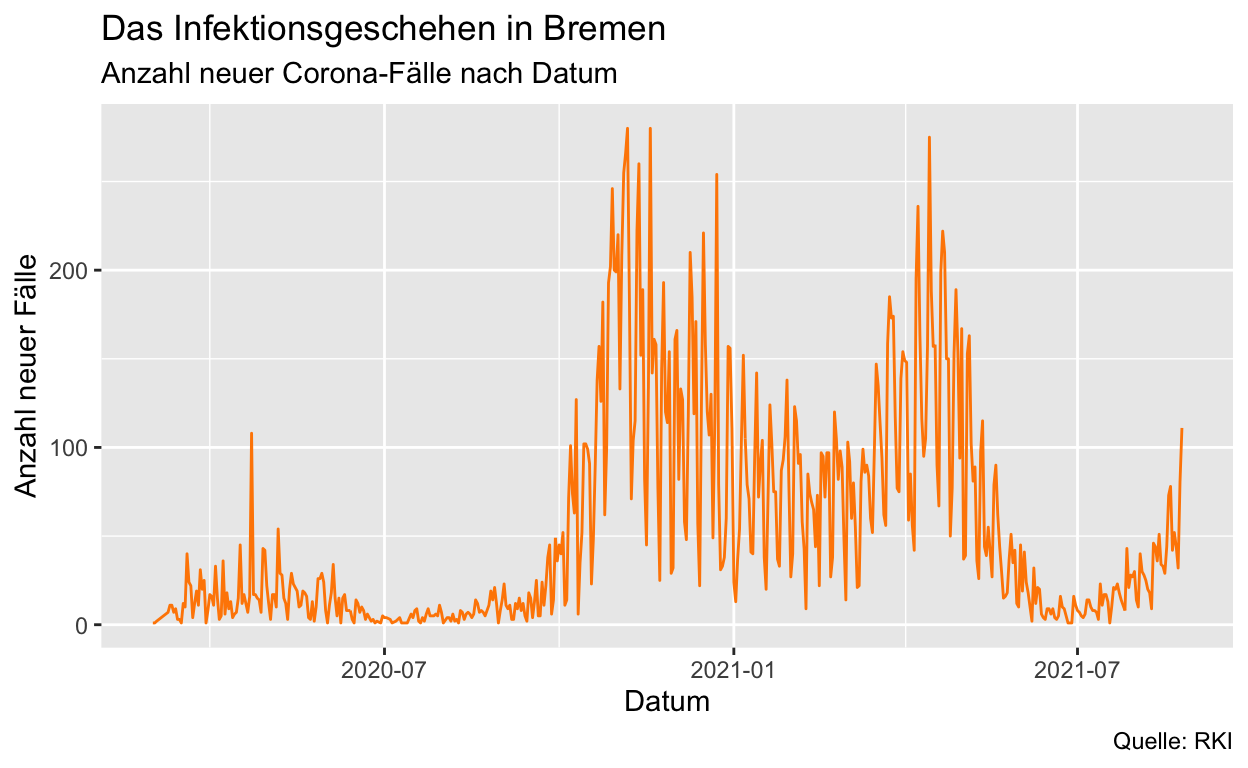 Das Infektionsgeschehen in Bremen
Anzahl neuer Corona-Fälle nach Datum
Anzahl neuer Fälle
200
100
0
2020-07
2021-01
2021-07
Datum
Quelle: RKI